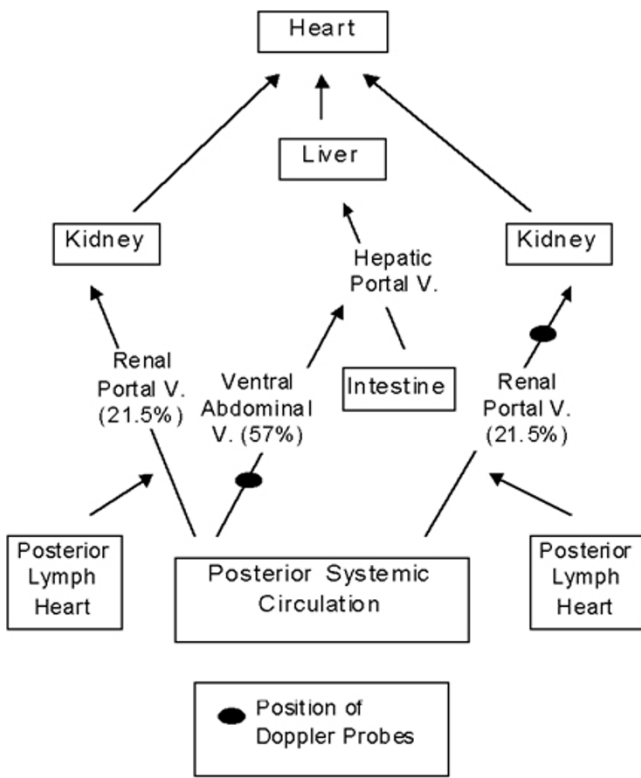 Heart
Liver
Kidney
Kidney
Hepatic
Portal V.
Renal
Portal V.
(21.5%)
Ventral
Abdominal
V. (57%)
Intestine
Renal
Portal V.
(21.5%)
Posterior
Lymph
Heart
Posterior Systemic
Circulation
Posterior
Lymph
Heart
Position of
Doppler Probes